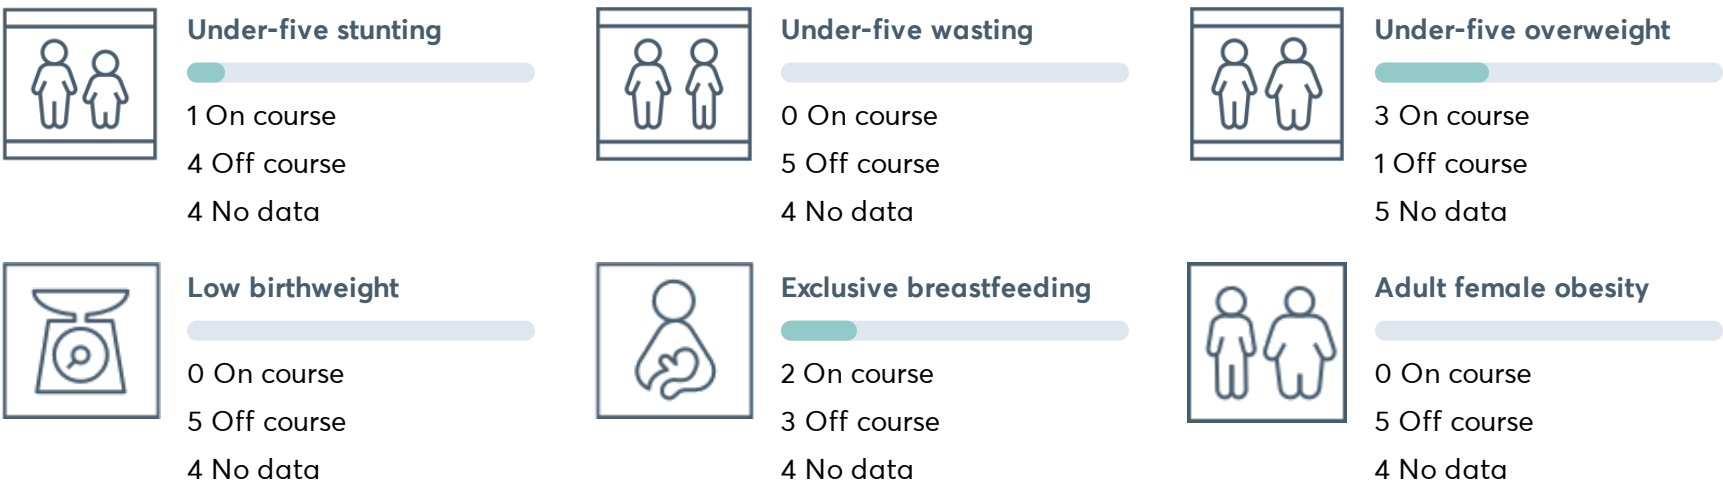 Under-five stunting
1 On course
4 Off course
4 No data
Under-five wasting
0 On course
5 Off course
4 No data
Under-five overweight
3 On course
1 Off course
5 No data
Low birthweight
0 On course
5 Off course
4 No data
Exclusive breastfeeding
2 On course
3 Off course
4 No data
Adult female obesity
0 On course
5 Off course
4 No data